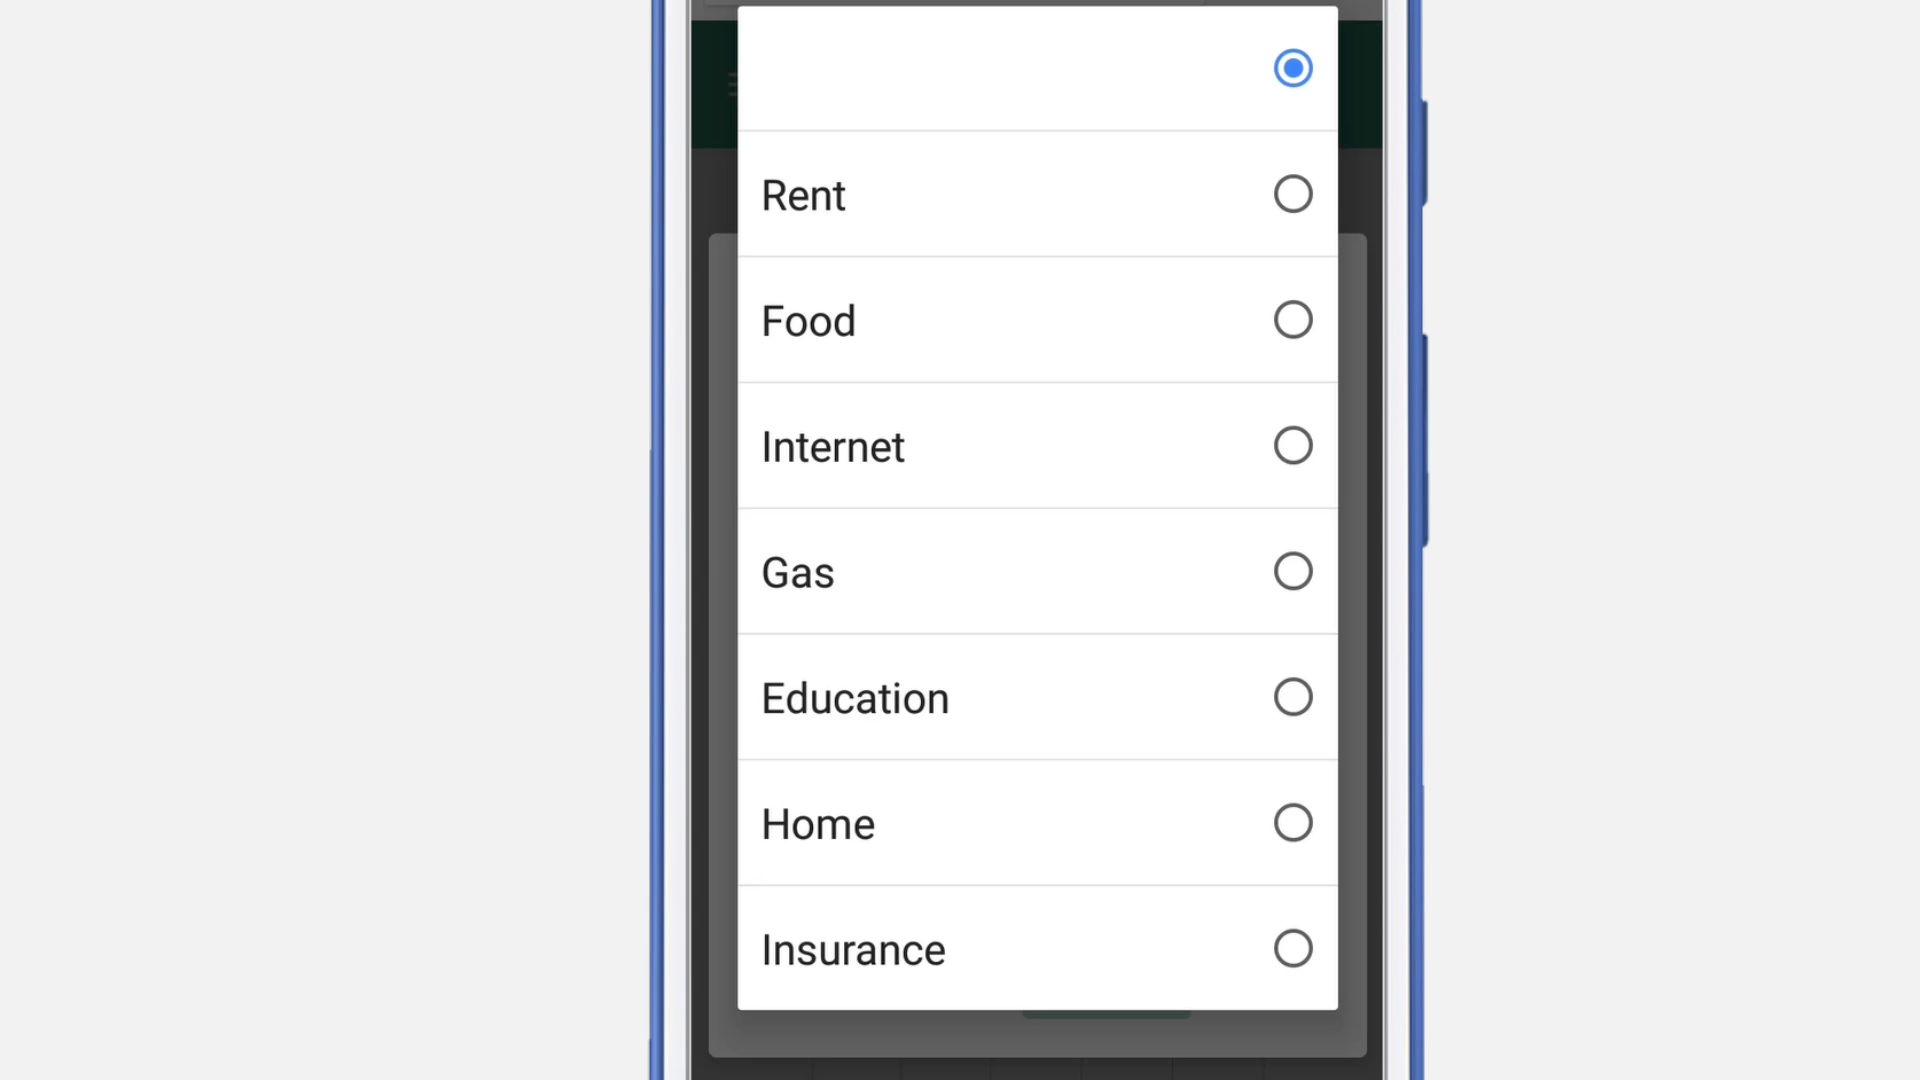 Rent
Food
Internet
Gas
Education
Home
Insurance